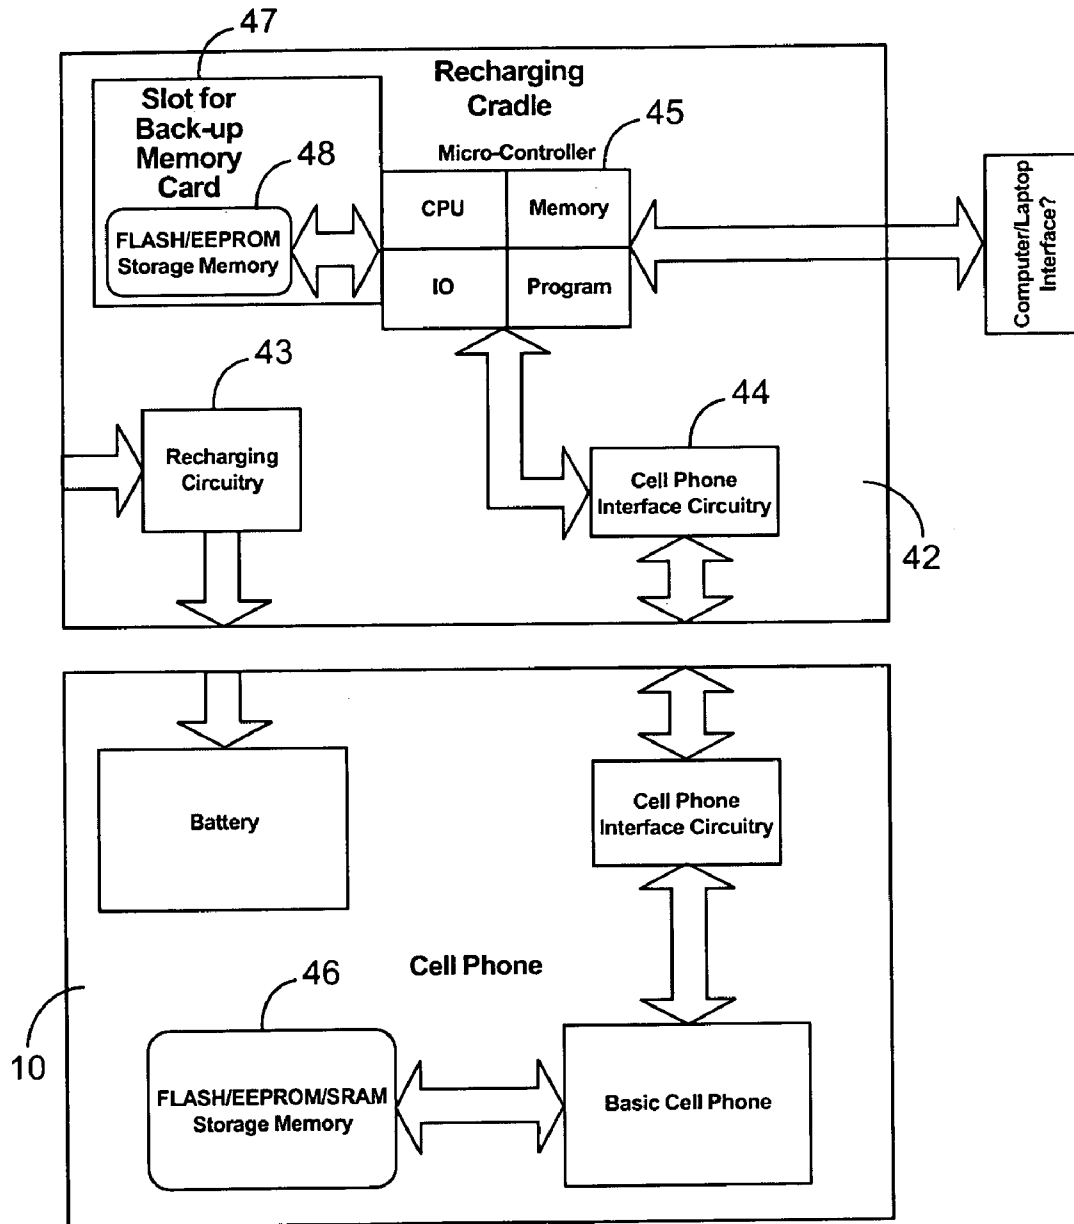 47
Recharging
Cradle
Slot for
Back-up
Memory
Card
48
45
Micro-Controller
CPU
Memory
IO
Program
FLASH/EEPROM
Storage Memory
Computer/Laptop
Interface?
43
Recharging
Circuitry
44
Cell Phone
Interface Circuitry
42
Battery
Cell Phone
Interface Circuitry
Cell Phone
46
10
FLASH/EEPROM/SRAM
Storage Memory
Basic Cell Phone